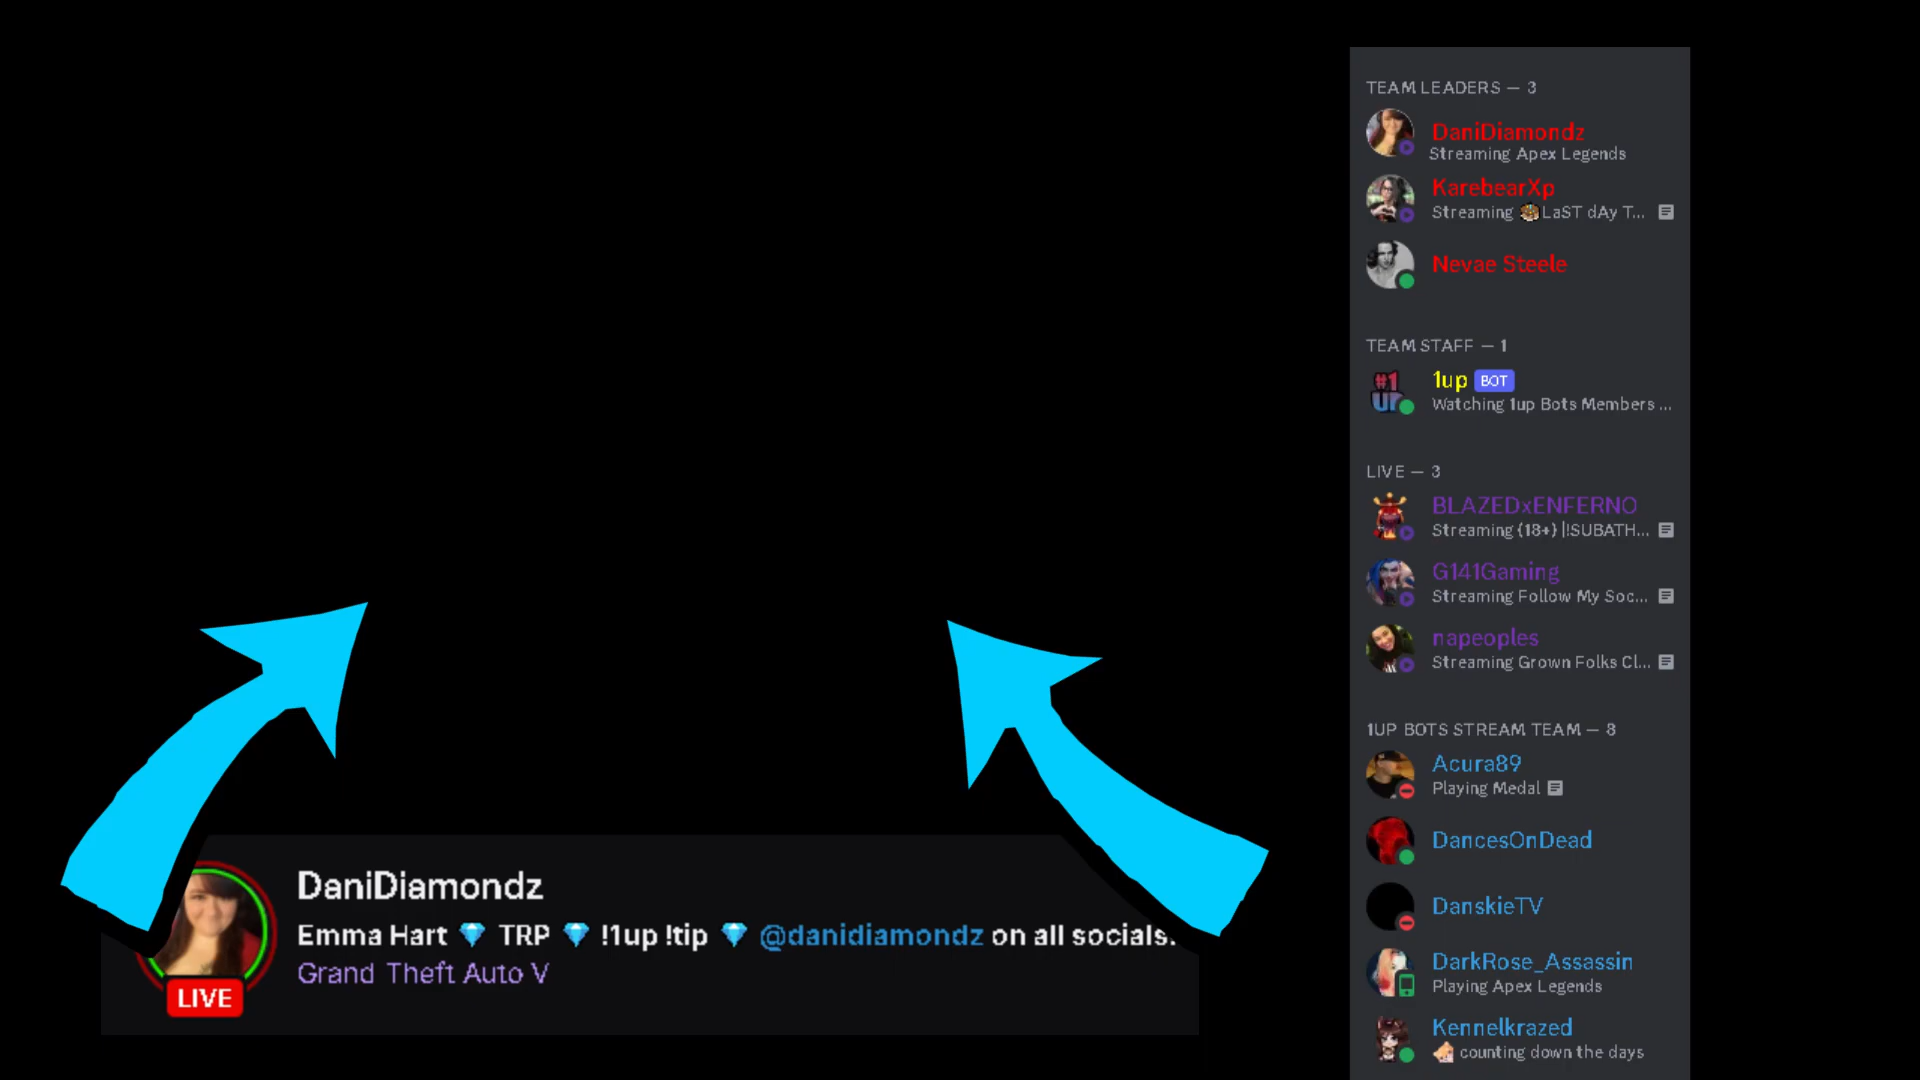 TEAM LEADERS — 3
DaniDiamondz
Streaming Apex Legends
KarebearXp
Streaming LaST dAy T...
Nevae Steele
TEAM STAFF — 1
#1
UP
1up BOT
Watching 1up Bots Members ...
LIVE — 3
BLAZEDxENFERNO
Streaming {18+} |!SUBATH...
G141Gaming
Streaming Follow My Soc...
napeoples
Streaming Grown Folks Cl...
1UP BOTS STREAM TEAM — 8
Acura89
Playing Medal
DancesOnDead
DanskieTV
DarkRose_Assassin
Playing Apex Legends
Kennelkrazed
counting down the days
DaniDiamondz
Emma Hart 💎 TRP 💎 !1up !tip 💎 @danidiamondz on all socials.
Grand Theft Auto V
LIVE